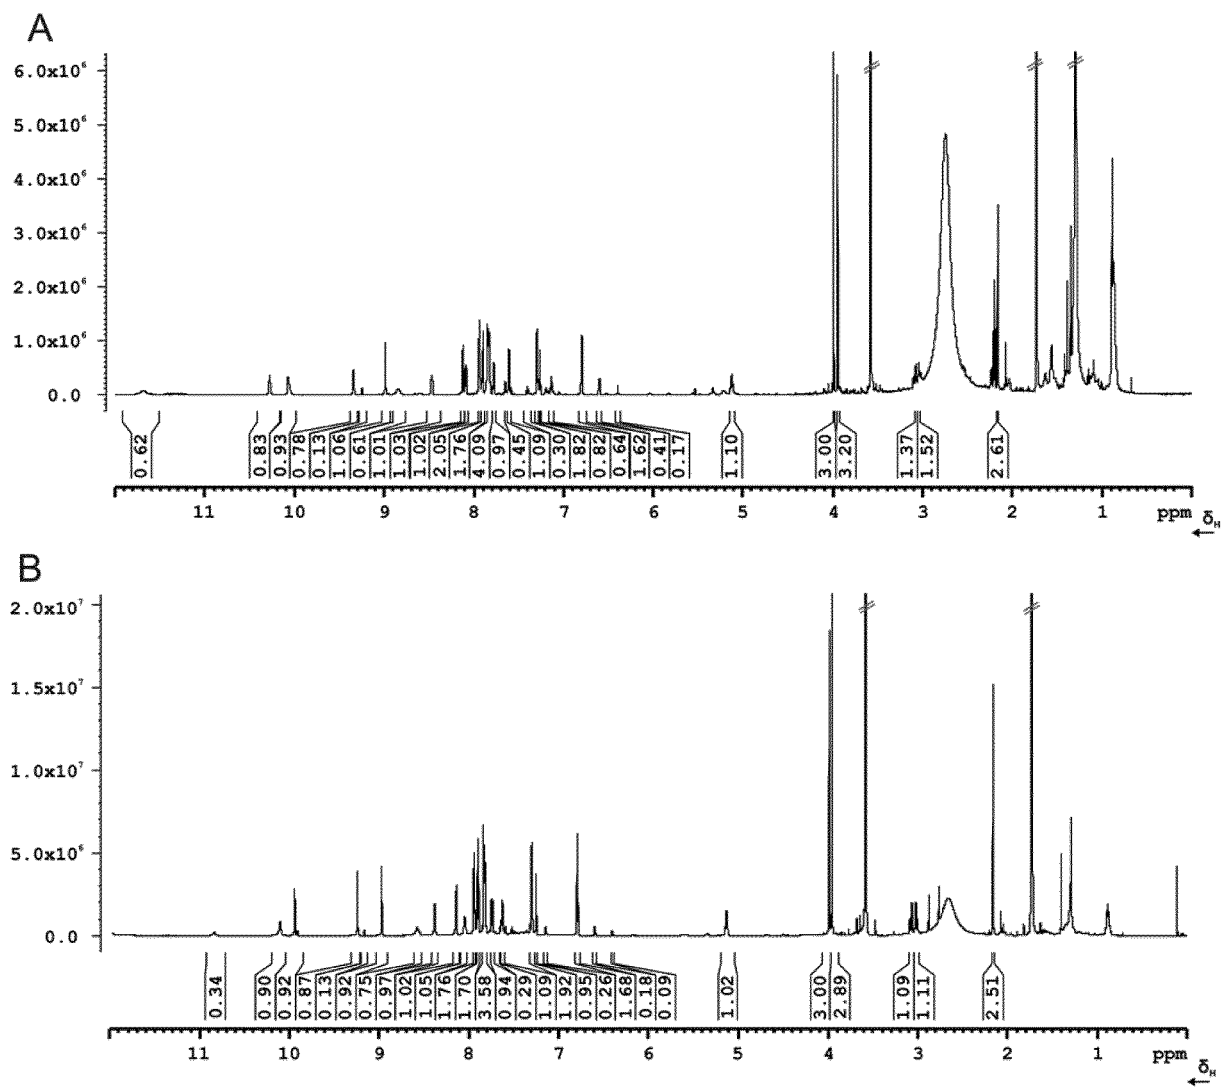 A
6.0x10⁶
5.0x10⁶
4.0x10⁶
3.0x10⁶
2.0x10⁶
1.0x10⁶
0.0
0.62 0.83 0.93 0.78 0.13 1.06 0.61 1.01 1.03 1.02 2.05 1.76 4.09 0.97 0.45 1.09 0.30 1.82 0.82 0.64 1.62 0.41 0.17 1.10 3.00 3.20 1.37 1.52 2.61
11 10 9 8 7 6 5 4 3 2 1 ppm
δH
B
2.0x10⁷
1.5x10⁷
1.0x10⁷
5.0x10⁶
0.0
0.34 0.90 0.92 0.87 0.13 0.92 0.75 0.97 1.02 1.05 1.76 1.70 3.58 0.94 0.29 1.09 1.92 0.95 0.26 1.68 0.18 0.09 1.02 3.00 2.89 1.09 1.11 2.51
11 10 9 8 7 6 5 4 3 2 1 ppm
δH